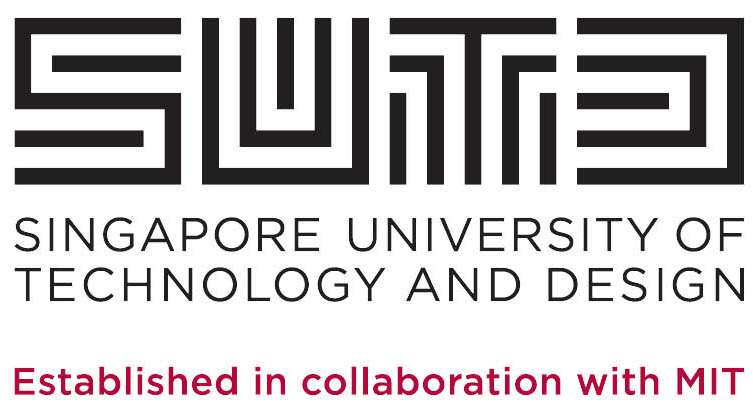 SUTD
SINGAPORE UNIVERSITY OF
TECHNOLOGY AND DESIGN
Established in collaboration with MIT